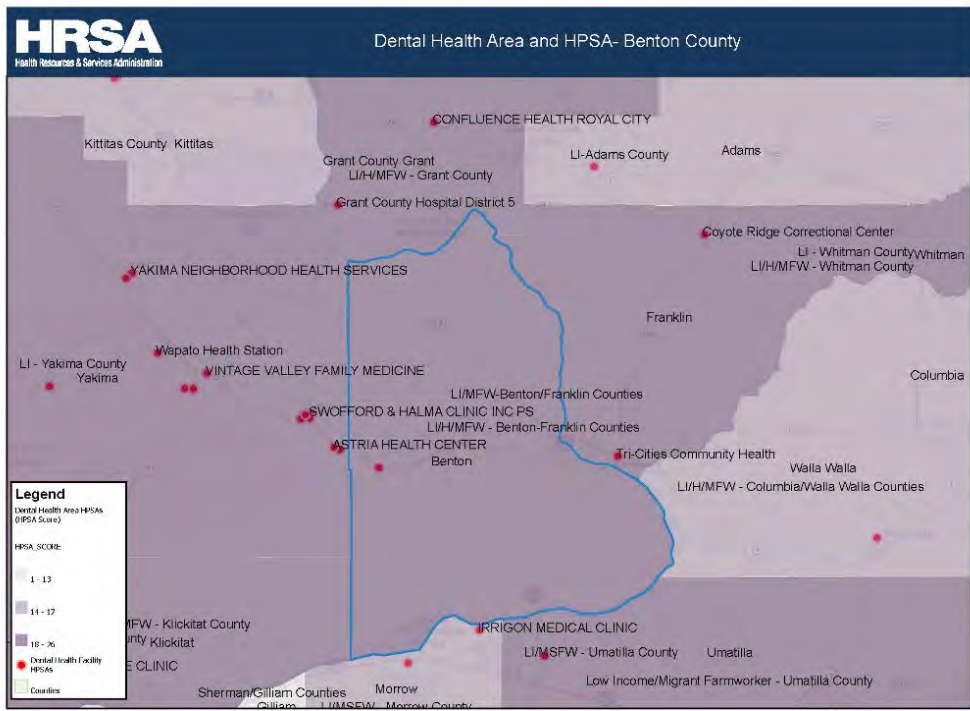 HRSA
Health Resources & Services Administration
Dental Health Area and HPSA- Benton County
CONFLUENCE HEALTH ROYAL CITY
Kittitas County Kittitas
Adams
LI-Adams County
Grant County Grant
LI/H/MFW - Grant County
Grant County Hospital District 5
Coyote Ridge Correctional Center
LI - Whitman County Whitman
LI/H/MFW - Whitman County
YAKIMA NEIGHBORHOOD HEALTH SERVICES
Franklin
Wapato Health Station
LI - Yakima County
Yakima
VINTAGE VALLEY FAMILY MEDICINE
Columbia
LI/MFW-Benton/Franklin Counties
SWOFFORD & HALMA CLINIC INC PS
LI/H/MFW - Benton-Franklin Counties
ASTRIA HEALTH CENTER
Benton
Tri-Cities Community Health
Walla Walla
LI/H/MFW - Columbia/Walla Walla Counties
Legend
Dental Health Area HPSAs
(HPSA Score)
HPSA_SCORE
1 - 13
14 - 17
18 - 26
Dental Health Facility
HPSAs
Counties
MFW - Klickitat County
unty Klickitat
E CLINIC
IRRIGON MEDICAL CLINIC
LI/MSFW - Umatilla County
Umatilla
Low Income/Migrant Farmworker - Umatilla County
Sherman/Gilliam Counties
Morrow
Gilliam
LI/MSFW - Morrow County